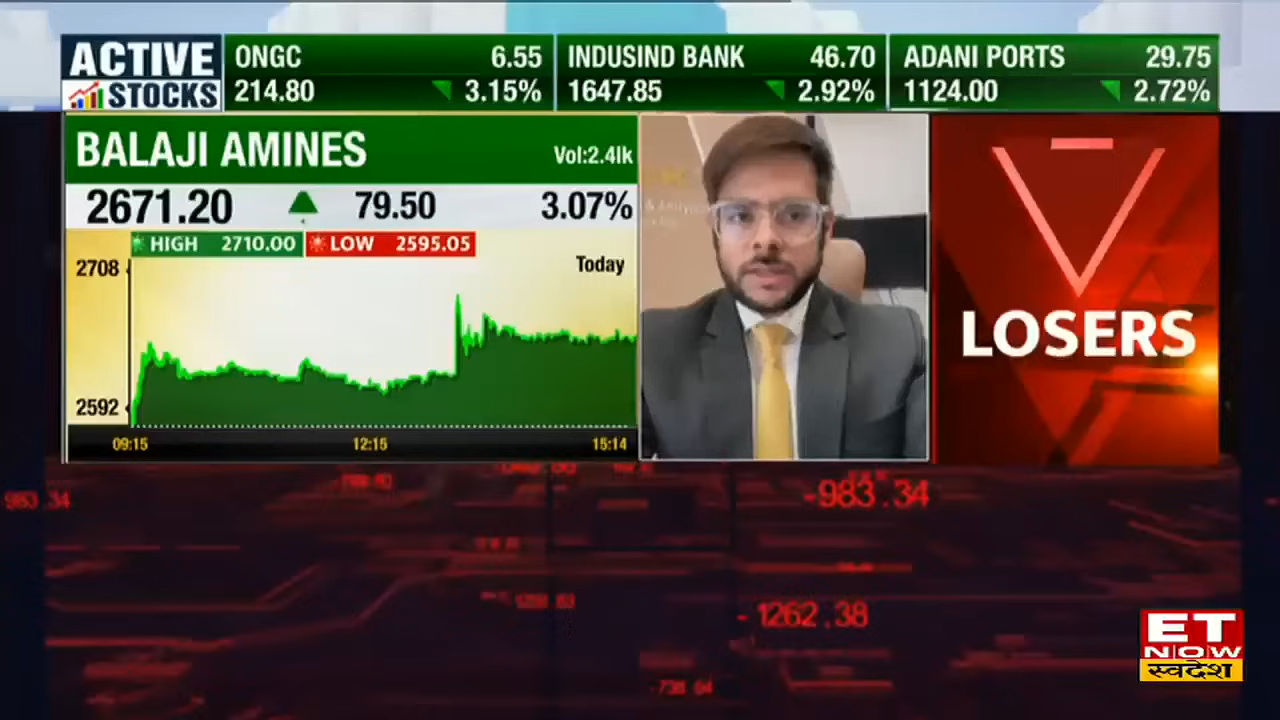 ACTIVE
STOCKS
ONGC 6.55
214.80 3.15%
INDUSIND BANK 46.70
1647.85 2.92%
ADANI PORTS 29.75
1124.00 2.72%
BALAJI AMINES Vol:2.4lk
2671.20 79.50 3.07%
HIGH 2710.00 LOW 2595.05
2708 Today
2592
09:15 12:15 15:14
LOSERS
983.34
-983.34
- 1262.38
ET
NOW
स्वदेश